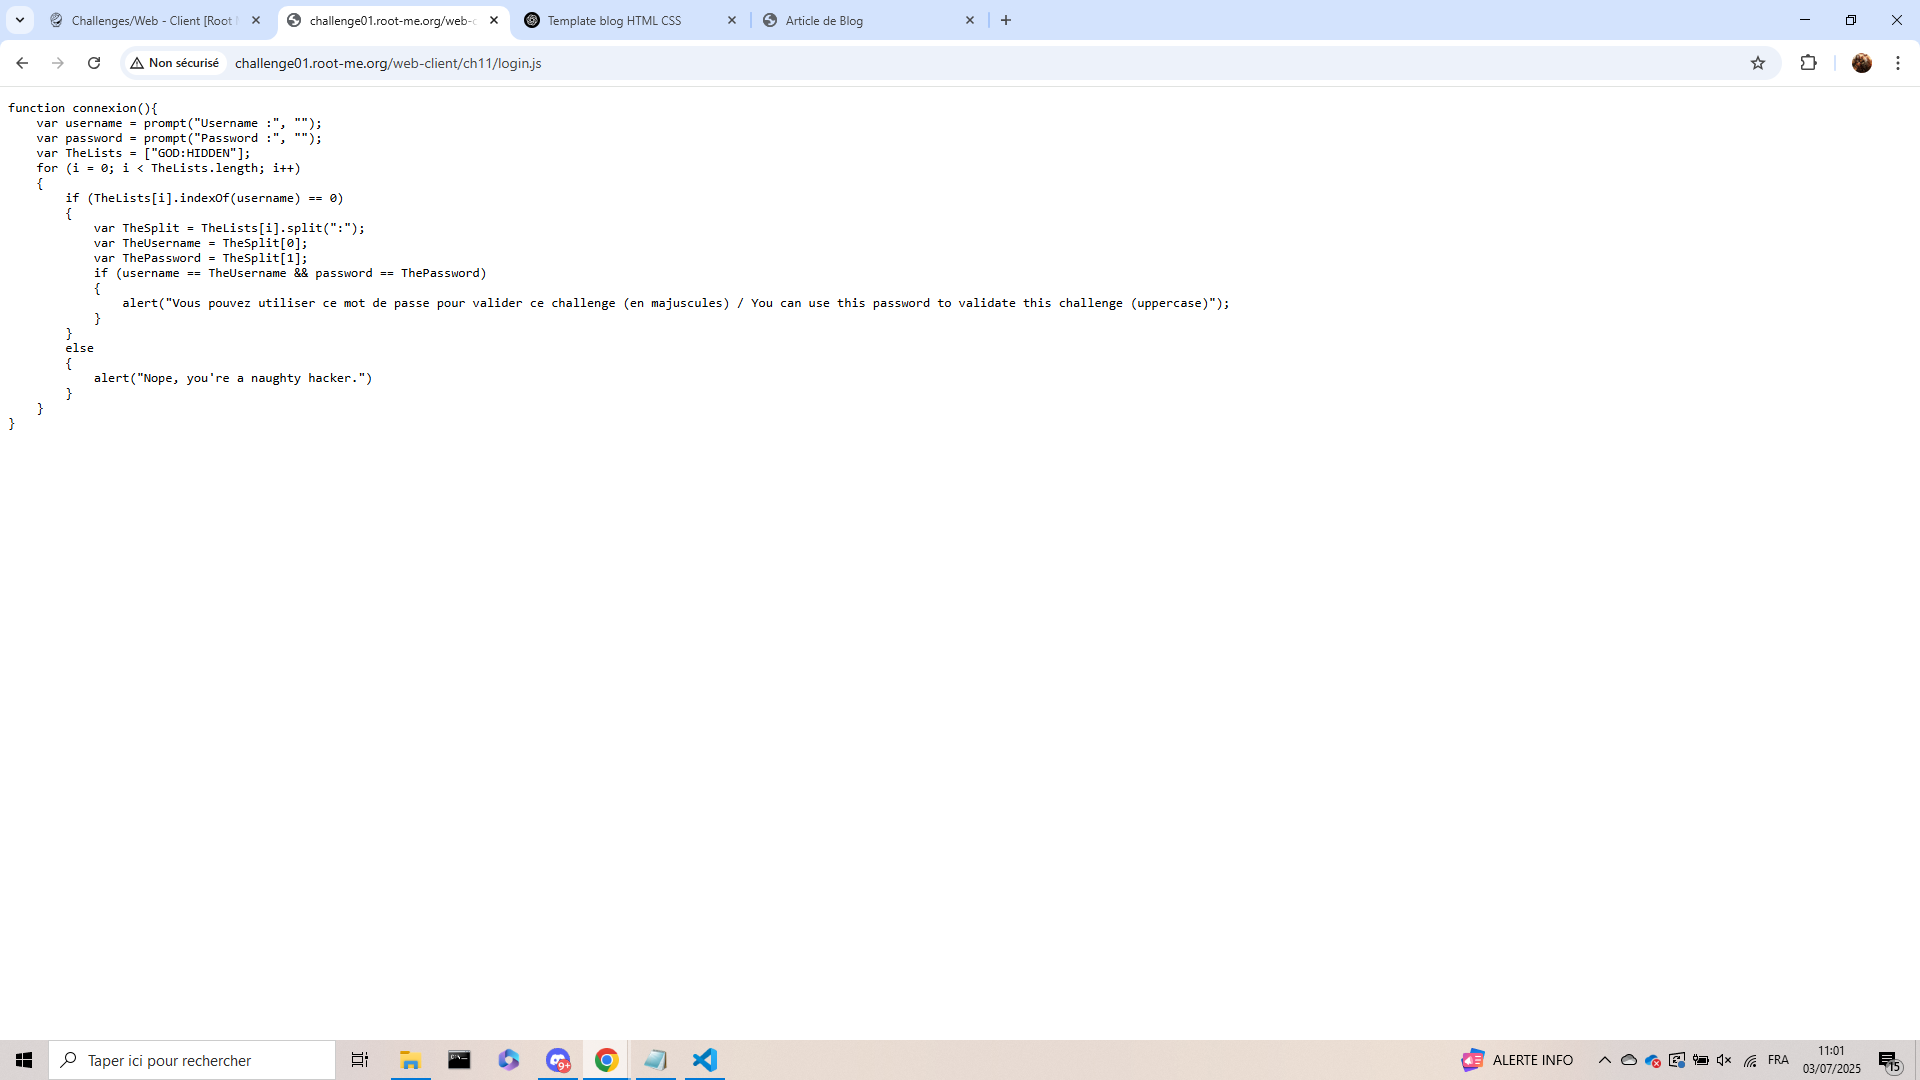 Challenges/Web - Client [Root
challenge01.root-me.org/web-c
Template blog HTML CSS
Article de Blog
Non sécurisé
challenge01.root-me.org/web-client/ch11/login.js
function connexion(){
    var username = prompt("Username :", "");
    var password = prompt("Password :", "");
    var TheLists = ["GOD:HIDDEN"];
    for (i = 0; i < TheLists.length; i++)
    {
        if (TheLists[i].indexOf(username) == 0)
        {
            var TheSplit = TheLists[i].split(":");
            var TheUsername = TheSplit[0];
            var ThePassword = TheSplit[1];
            if (username == TheUsername && password == ThePassword)
            {
                alert("Vous pouvez utiliser ce mot de passe pour valider ce challenge (en majuscules) / You can use this password to validate this challenge (uppercase)");
            }
        }
        else
        {
            alert("Nope, you're a naughty hacker.")
        }
    }
}
Taper ici pour rechercher
9+
ALERTE INFO
FRA
11:01
03/07/2025
15